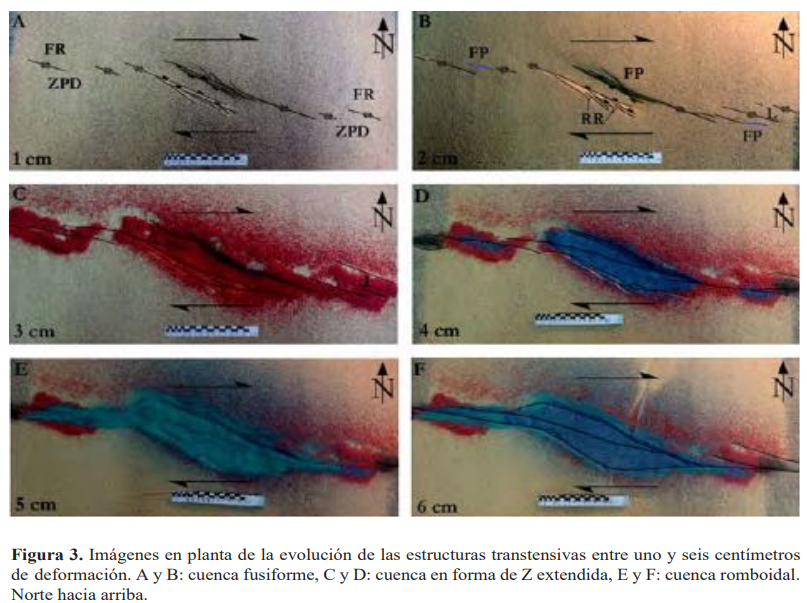 A
N
FR
ZPD
FR
ZPD
1 cm
B
N
FP
FP
RR
L
FP
2 cm
C
N
3 cm
D
N
4 cm
E
N
5 cm
F
N
6 cm
Figura 3. Imágenes en planta de la evolución de las estructuras transtensivas entre uno y seis centímetros
de deformación. A y B: cuenca fusiforme, C y D: cuenca en forma de Z extendida, E y F: cuenca romboidal.
Norte hacia arriba.